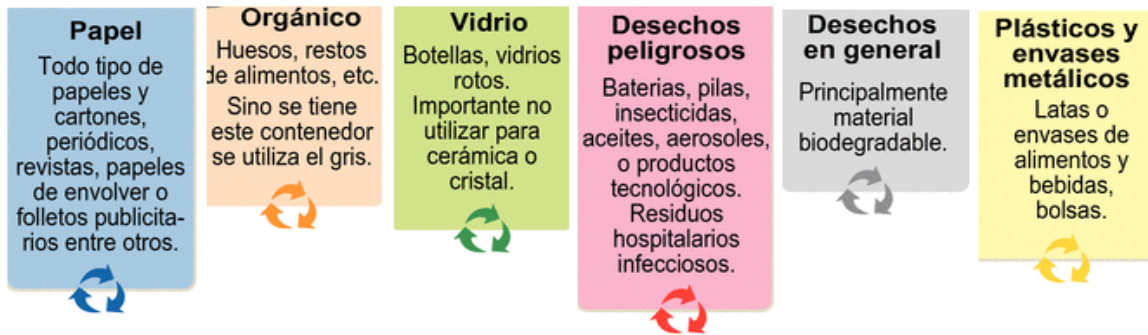 Papel
Todo tipo de
papeles y
cartones,
periódicos,
revistas, papeles
de envolver o
folletos publicita-
rios entre otros.
Orgánico
Huesos, restos
de alimentos, etc.
Sino se tiene
este contenedor
se utiliza el gris.
Vidrio
Botellas, vidrios
rotos.
Importante no
utilizar para
cerámica o
cristal.
Desechos
peligrosos
Baterias, pilas,
insecticidas,
aceites, aerosoles,
o productos
tecnológicos.
Residuos
hospitalarios
infecciosos.
Desechos
en general
Principalmente
material
biodegradable.
Plásticos y
envases
metálicos
Latas o
envases de
alimentos y
bebidas,
bolsas.